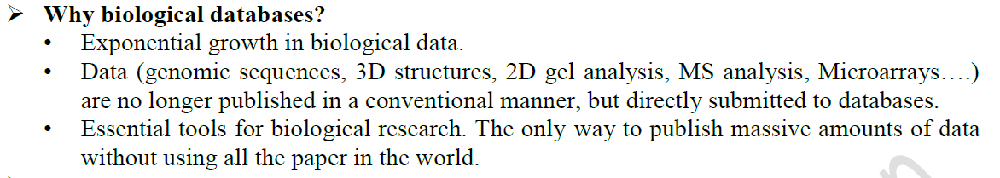 ➢ Why biological databases?
• Exponential growth in biological data.
• Data (genomic sequences, 3D structures, 2D gel analysis, MS analysis, Microarrays….)
are no longer published in a conventional manner, but directly submitted to databases.
• Essential tools for biological research. The only way to publish massive amounts of data
without using all the paper in the world.